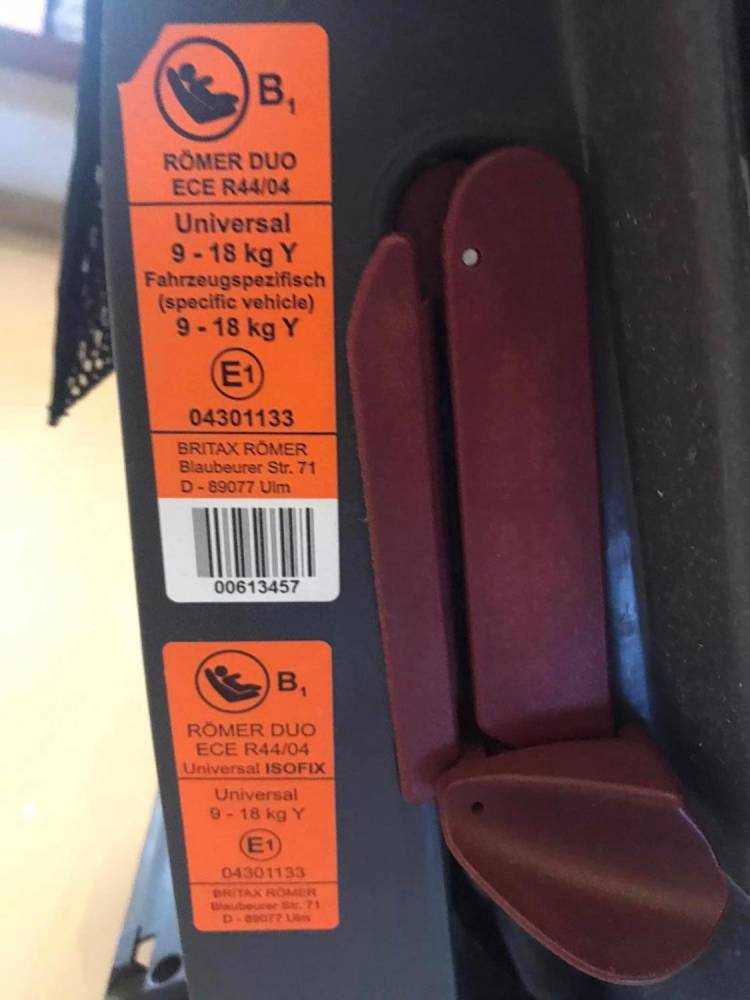 B1
RÖMER DUO
ECE R44/04
Universal
9 - 18 kg Y
Fahrzeugspezifisch
(specific vehicle)
9 - 18 kg Y
E1
04301133
BRITAX RÖMER
Blaubeurer Str. 71
D - 89077 Ulm
00613457
B1
RÖMER DUO
ECE R44/04
Universal ISOFIX
Universal
9 - 18 kg Y
E1
04301133
BRITAX RÖMER
Blaubeurer Str. 71
D - 89077 Ulm